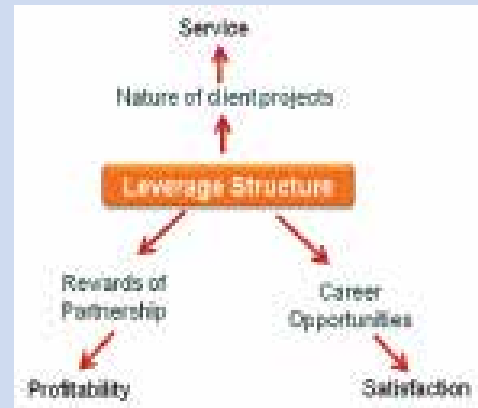 Service
Nature of client projects
Leverage Structure
Rewards of
Partnership
Career
Opportunities
Profitability
Satisfaction